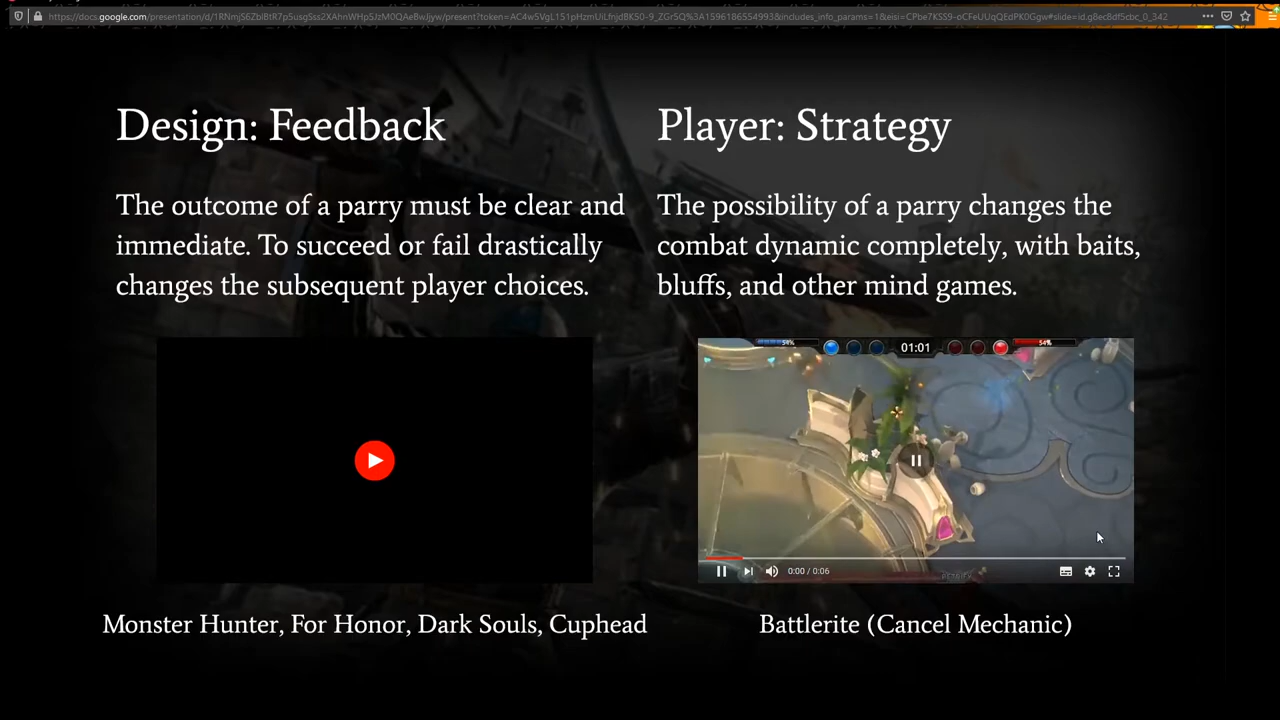 Design: Feedback
The outcome of a parry must be clear and
immediate. To succeed or fail drastically
changes the subsequent player choices.
Monster Hunter, For Honor, Dark Souls, Cuphead
Player: Strategy
The possibility of a parry changes the
combat dynamic completely, with baits,
bluffs, and other mind games.
54%
01:01
54%
0:00 / 0:06
Battlerite (Cancel Mechanic)